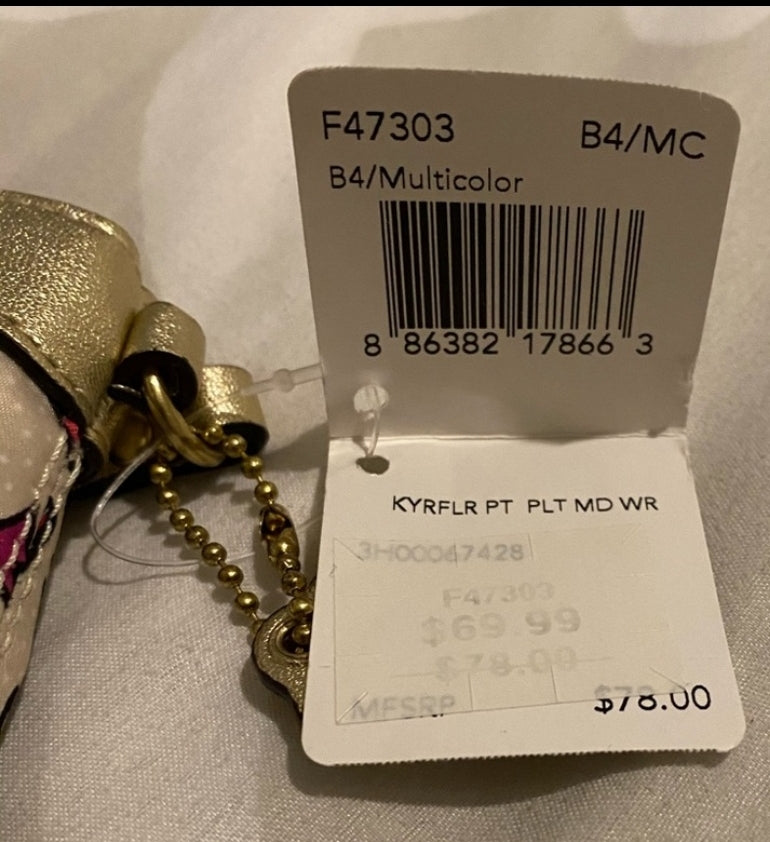 F47303 B4/MC
B4/Multicolor
8 86382 17866 3
KYRFLR PT PLT MD WR
3H00067428
F47303
$69.99
$78.00
MFSRP $78.00